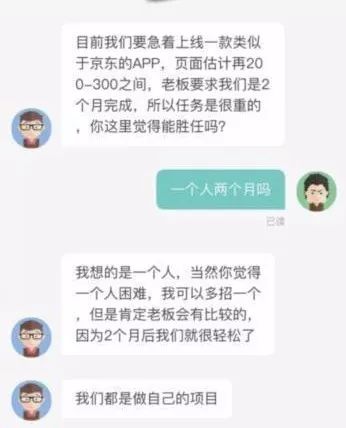 目前我们要急着上线一款类似
于京东的APP，页面估计再20
0-300之间，老板要求我们是2
个月完成，所以任务是很重的
，你这里觉得能胜任吗？
一个人两个月吗
已读
我想的是一个人，当然你觉得
一个人困难，我可以多招一个
，但是肯定老板会有比较的，
因为2个月后我们就很轻松了
我们都是做自己的项目